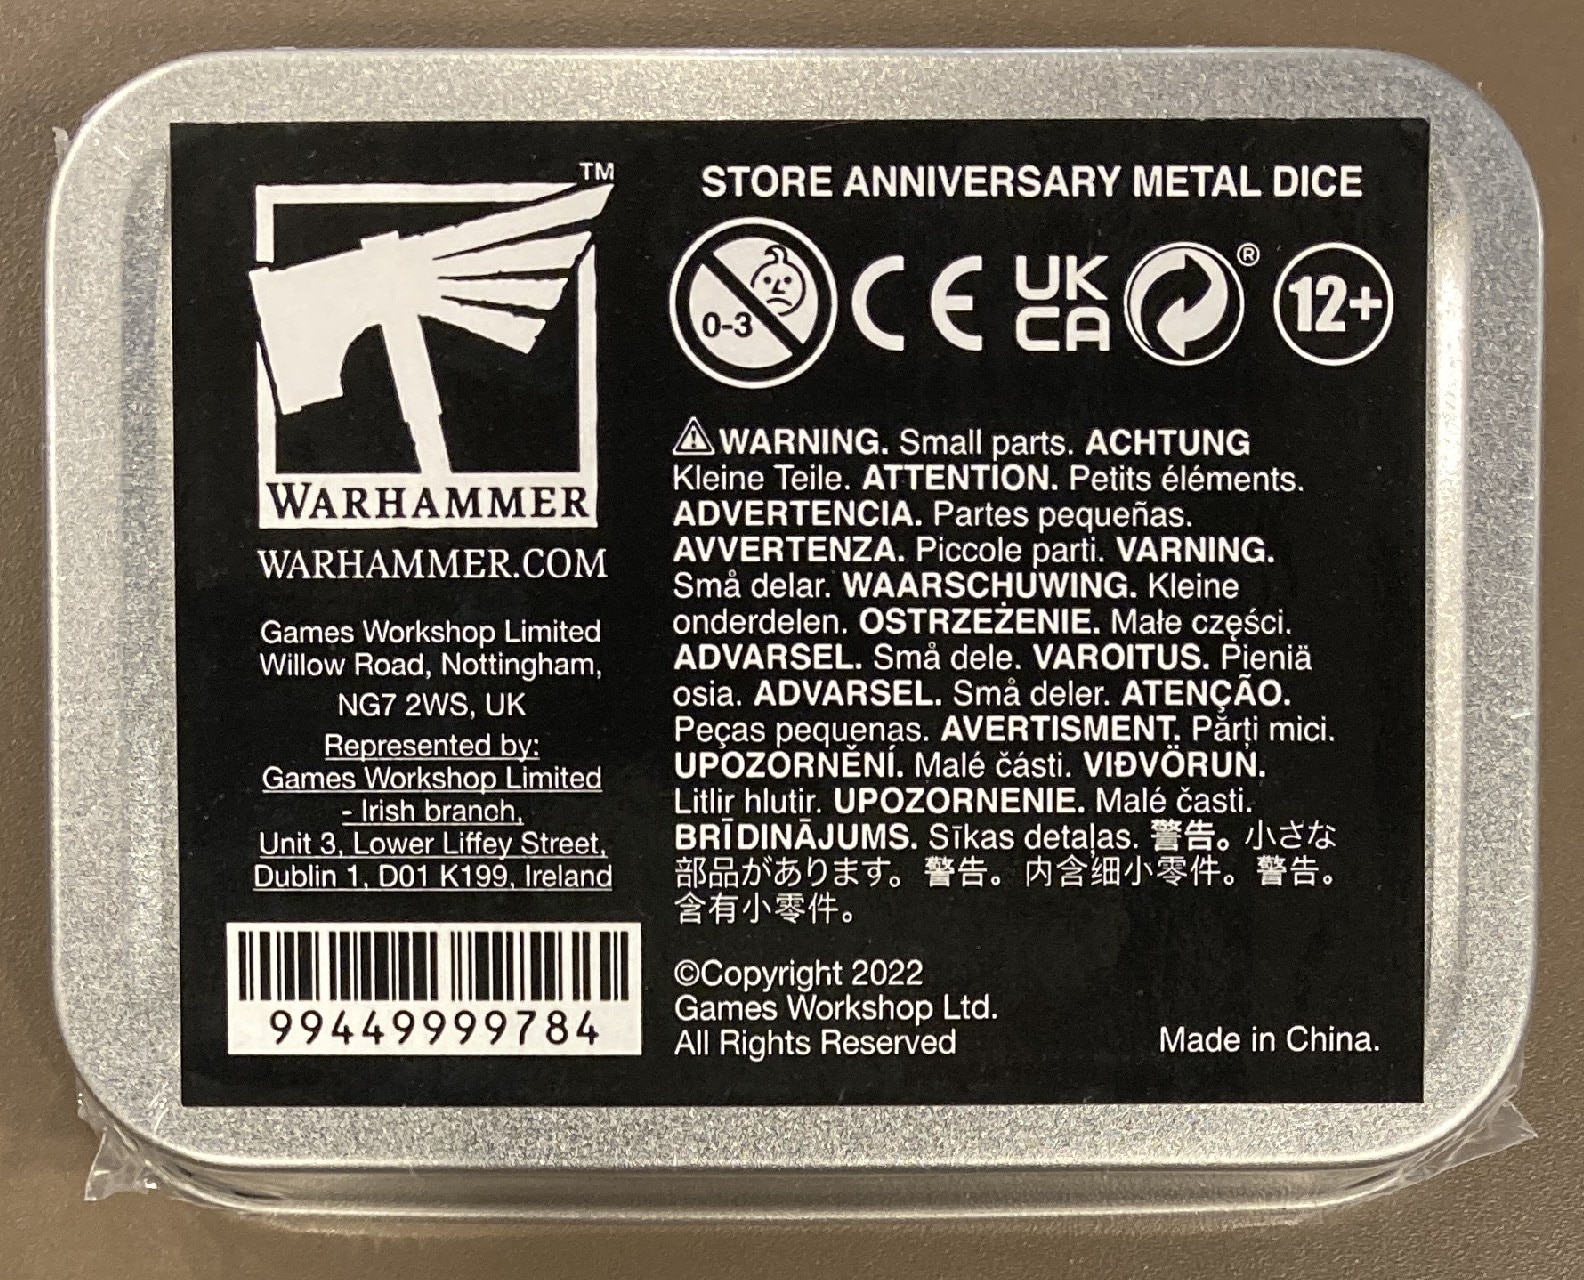 TM
WARHAMMER
WARHAMMER.COM
Games Workshop Limited
Willow Road, Nottingham,
NG7 2WS, UK
Represented by:
Games Workshop Limited
- Irish branch,
Unit 3, Lower Liffey Street,
Dublin 1, D01 K199, Ireland
99449999784
STORE ANNIVERSARY METAL DICE
0-3
CE
UK
CA
®
12+
⚠WARNING. Small parts. ACHTUNG
Kleine Teile. ATTENTION. Petits éléments.
ADVERTENCIA. Partes pequeñas.
AVVERTENZA. Piccole parti. VARNING.
Små delar. WAARSCHUWING. Kleine
onderdelen. OSTRZEŻENIE. Małe części.
ADVARSEL. Små dele. VAROITUS. Pieniä
osia. ADVARSEL. Små deler. ATENÇÃO.
Peças pequenas. AVERTISMENT. Părți mici.
UPOZORNĚNÍ. Malé části. VIÐVÖRUN.
Litlir hlutir. UPOZORNENIE. Malé časti.
BRĪDINĀJUMS. Sīkas detaļas. 警告。小さな
部品があります。警告。内含细小零件。警告。
含有小零件。
©Copyright 2022
Games Workshop Ltd.
All Rights Reserved
Made in China.